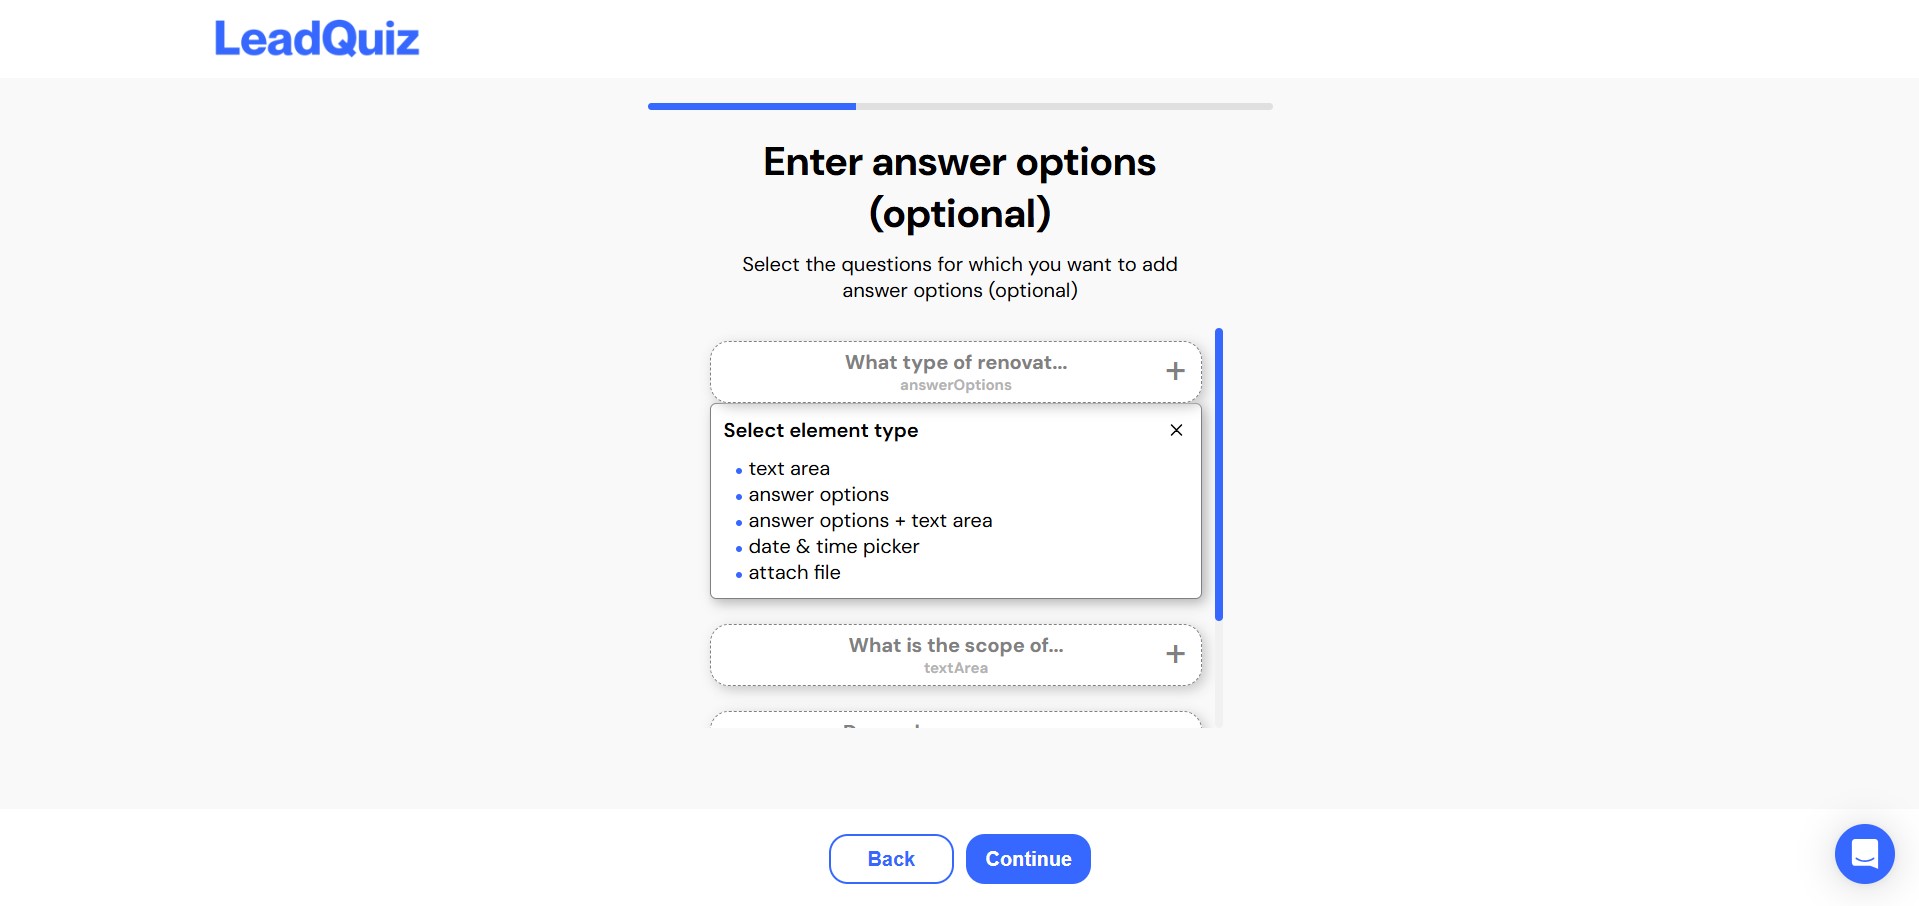 LeadQuiz
Enter answer options
(optional)
Select the questions for which you want to add
answer options (optional)
What type of renovat...
answerOptions
Select element type
text area
answer options
answer options + text area
date & time picker
attach file
What is the scope of...
textArea
Back
Continue